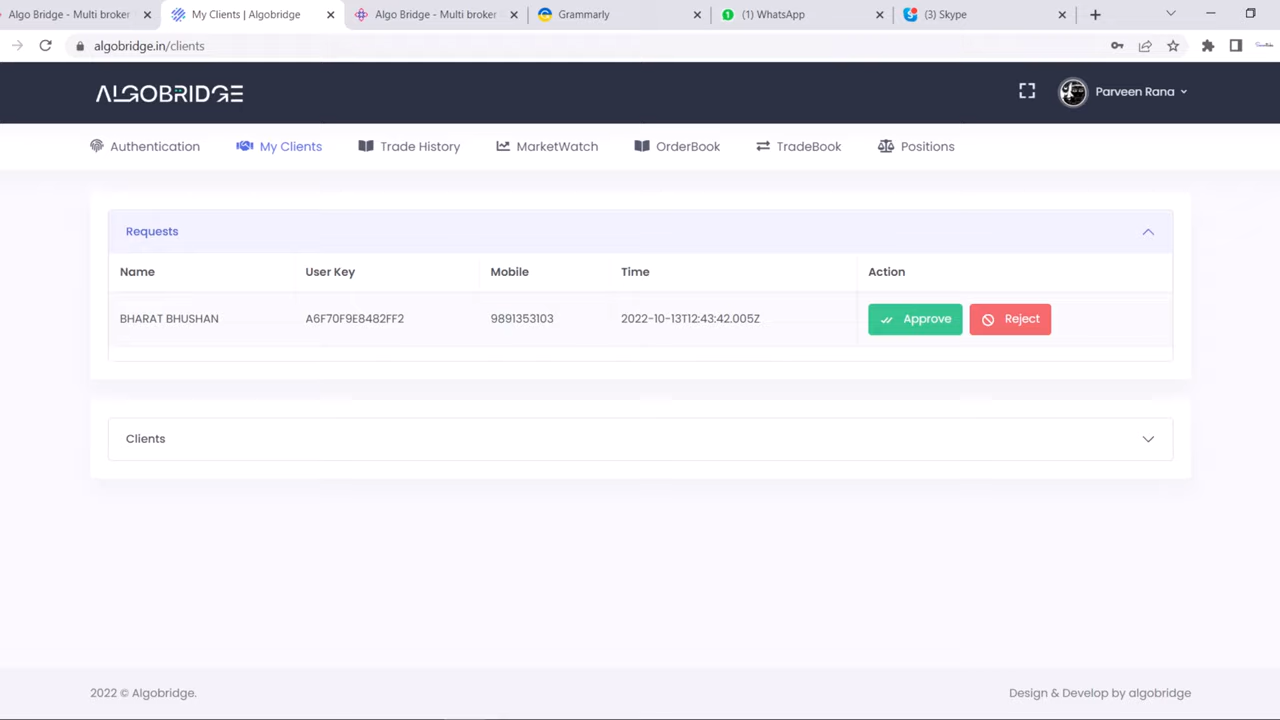 Algo Bridge - Multi broker
My Clients | Algobridge
Algo Bridge - Multi broker
Grammarly
(1) WhatsApp
(3) Skype
algobridge.in/clients
ALGOBRIDGE
Parveen Rana
Authentication
My Clients
Trade History
MarketWatch
OrderBook
TradeBook
Positions
Requests
Name User Key Mobile Time Action
BHARAT BHUSHAN A6F70F9E8482FF2 9891353103 2022-10-13T12:43:42.005Z Approve Reject
Clients
2022 © Algobridge.
Design & Develop by algobridge